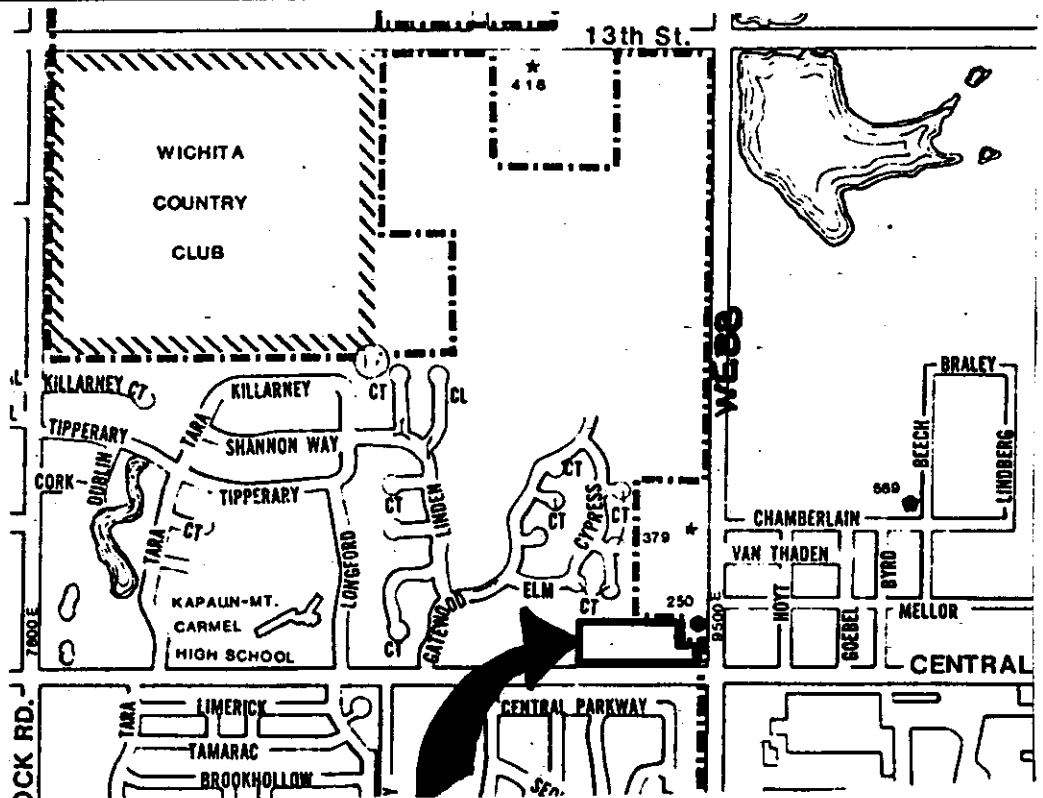 13th St.
416
WICHITA
COUNTRY
CLUB
WEBB
KILLARNEY CT
KILLARNEY
CT
CL
BRALEY
TIPPERARY
TARA
SHANNON WAY
BEECH
LINDBERG
CORK
DUBLIN
TIPPERARY
CT
CT
LINDEN
CT
CT
CYPRESS
CT
569
CHAMBERLAIN
379
TARA
CT
LONGFORD
VAN THADEN
BYRD
ELM
CT
HOYT
GOEBEL
MELLOR
250
9500 E
7800 E
KAPAUN-MT.
CARMEL
HIGH SCHOOL
CT
GATEWOOD
CENTRAL
OCK RD.
TARA
LIMERICK
CENTRAL PARKWAY
TAMARAC
BROOKHOLLOW